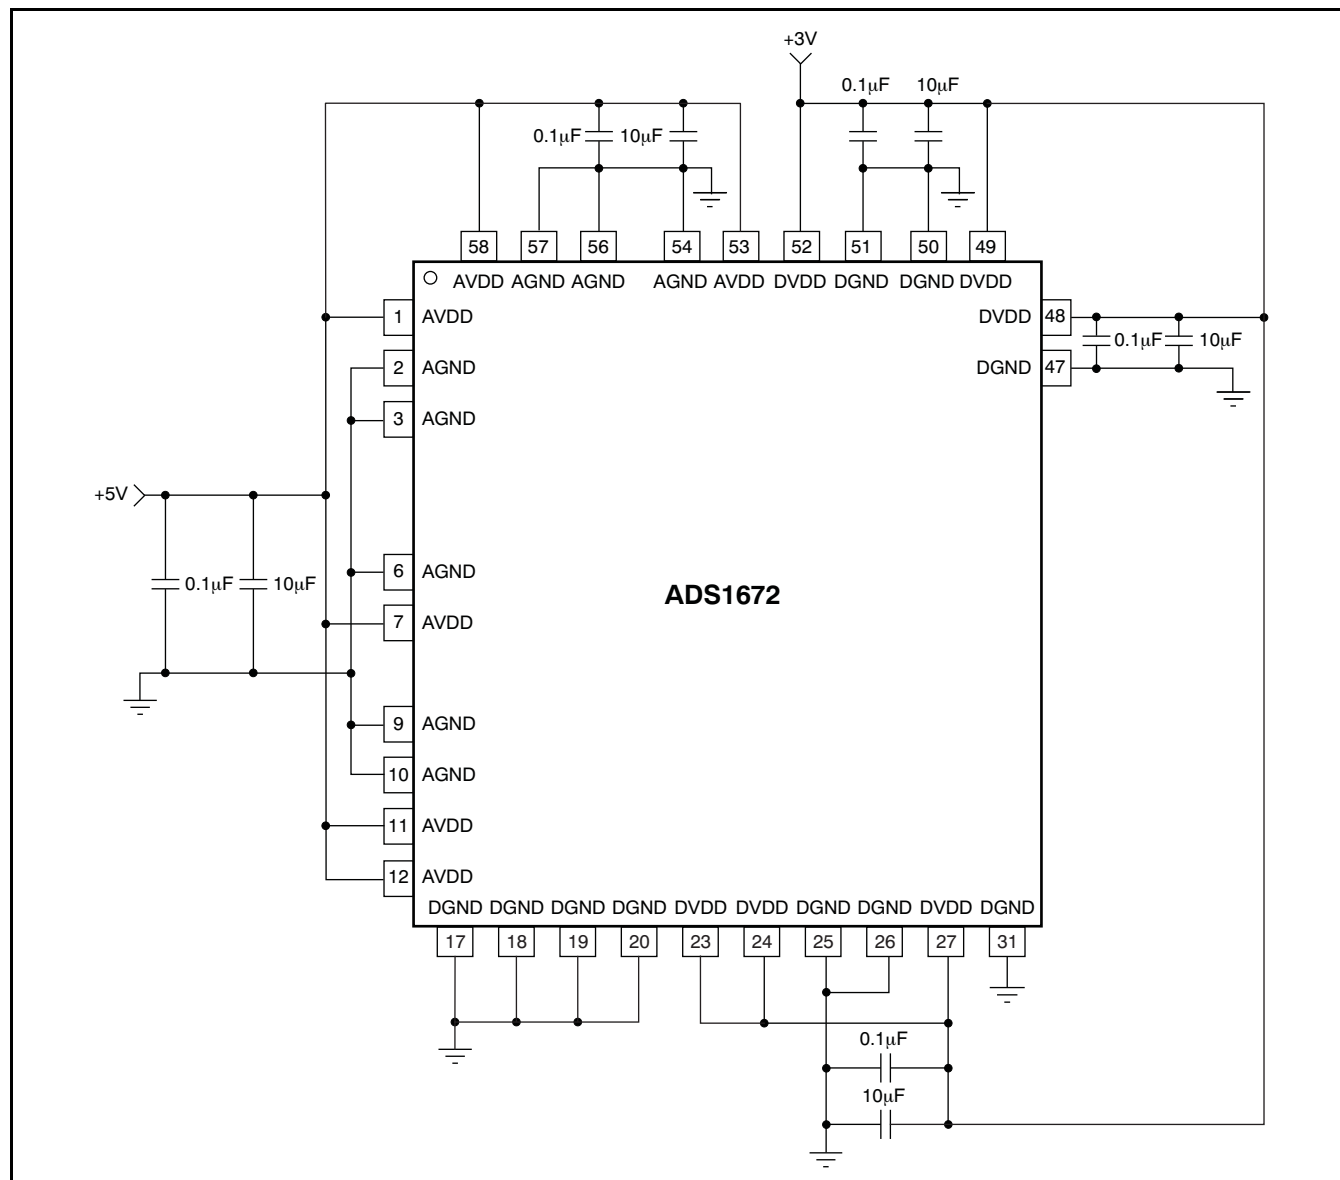 +3V
0.1μF 10μF
0.1μF 10μF
58 57 56 54 53 52 51 50 49
AVDD AGND AGND AGND AVDD DVDD DGND DGND DVDD
1 AVDD DVDD 48
0.1μF 10μF
2 AGND DGND 47
3 AGND
+5V
6 AGND
0.1μF 10μF
ADS1672
7 AVDD
9 AGND
10 AGND
11 AVDD
12 AVDD
DGND DGND DGND DGND DVDD DVDD DGND DGND DVDD DGND
17 18 19 20 23 24 25 26 27 31
0.1μF
10μF